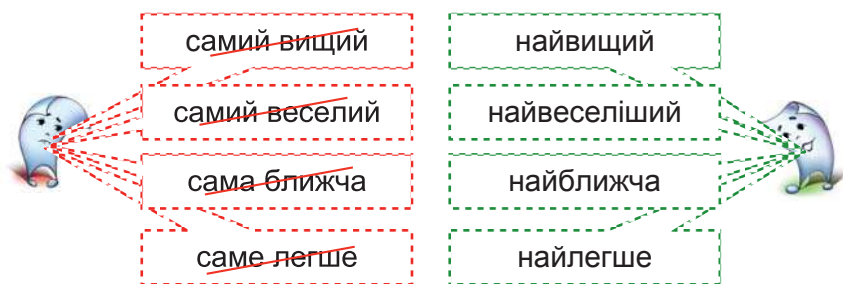 самий вищий
найвищий
самий веселий
найвеселіший
сама ближча
найближча
саме легше
найлегше